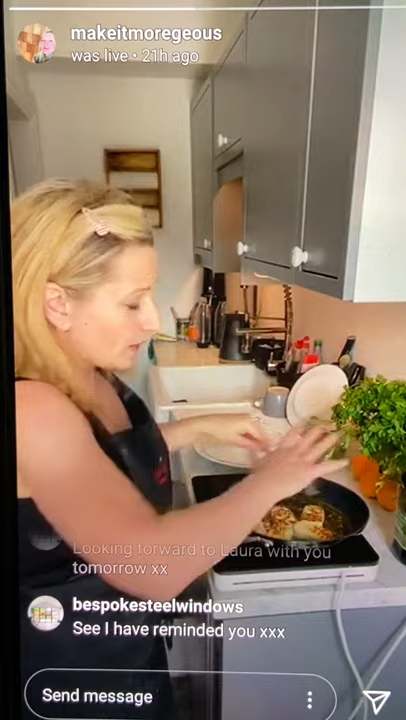 makeitmoregeous
was live • 21h ago
Looking forward to Laura with you
tomorrow xx
bespokesteelwindows
See I have reminded you xxx
Send message